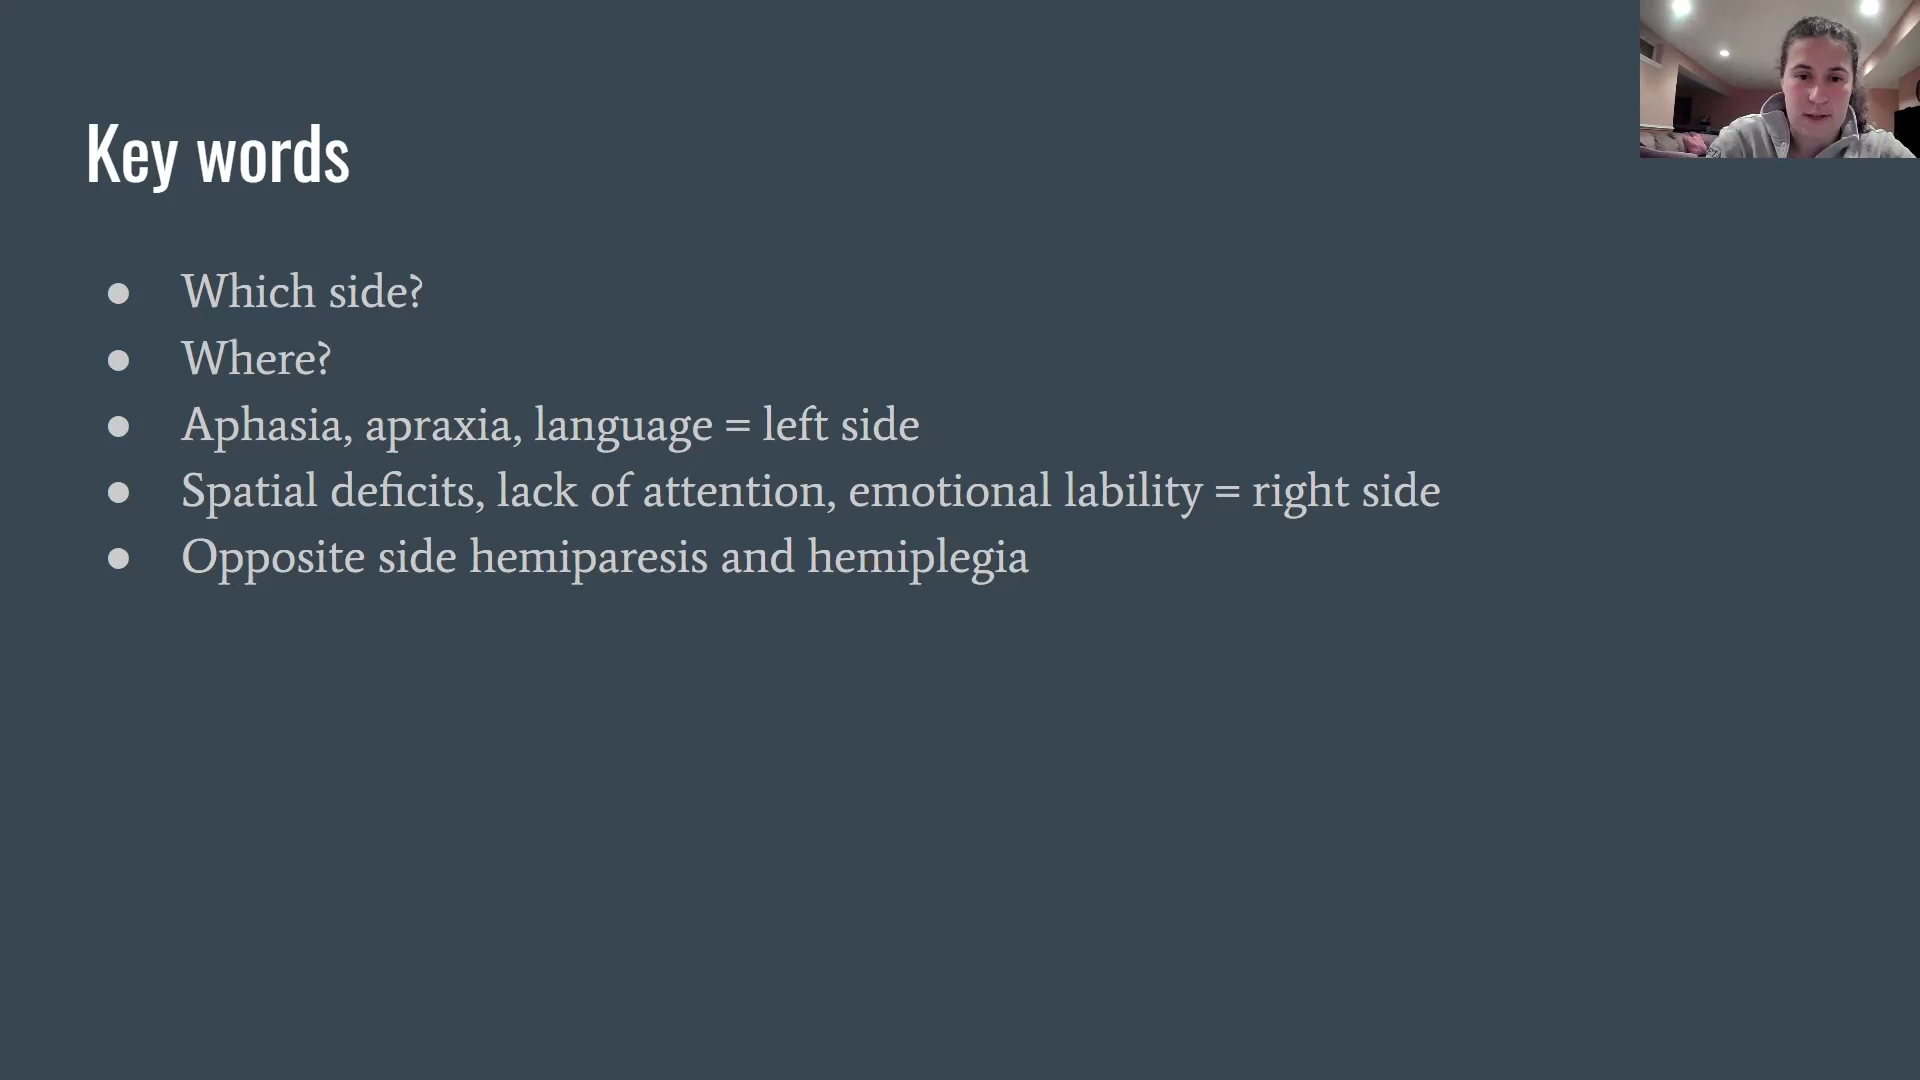 Key words
● Which side?
● Where?
● Aphasia, apraxia, language = left side
● Spatial deficits, lack of attention, emotional lability = right side
● Opposite side hemiparesis and hemiplegia